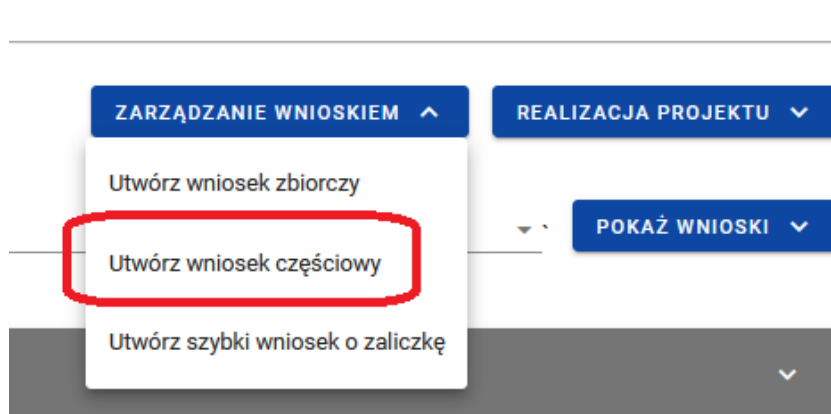 ZARZĄDZANIE WNIOSKIEM
REALIZACJA PROJEKTU
Utwórz wniosek zbiorczy
POKAŻ WNIOSKI
Utwórz wniosek częściowy
Utwórz szybki wniosek o zaliczkę